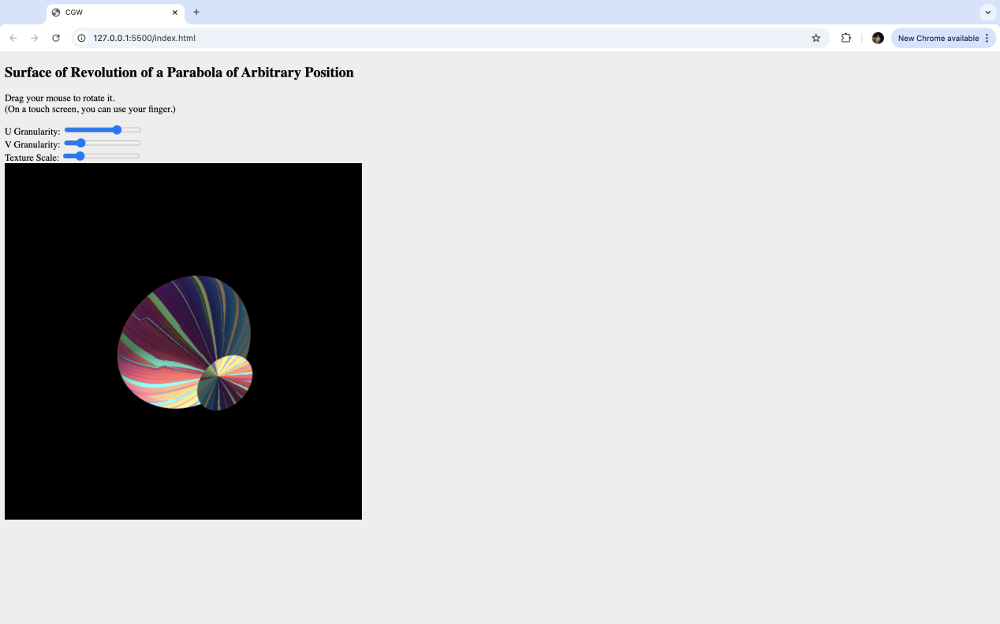 CGW
127.0.0.1:5500/index.html
New Chrome available
Surface of Revolution of a Parabola of Arbitrary Position
Drag your mouse to rotate it.
(On a touch screen, you can use your finger.)
U Granularity:
V Granularity:
Texture Scale: